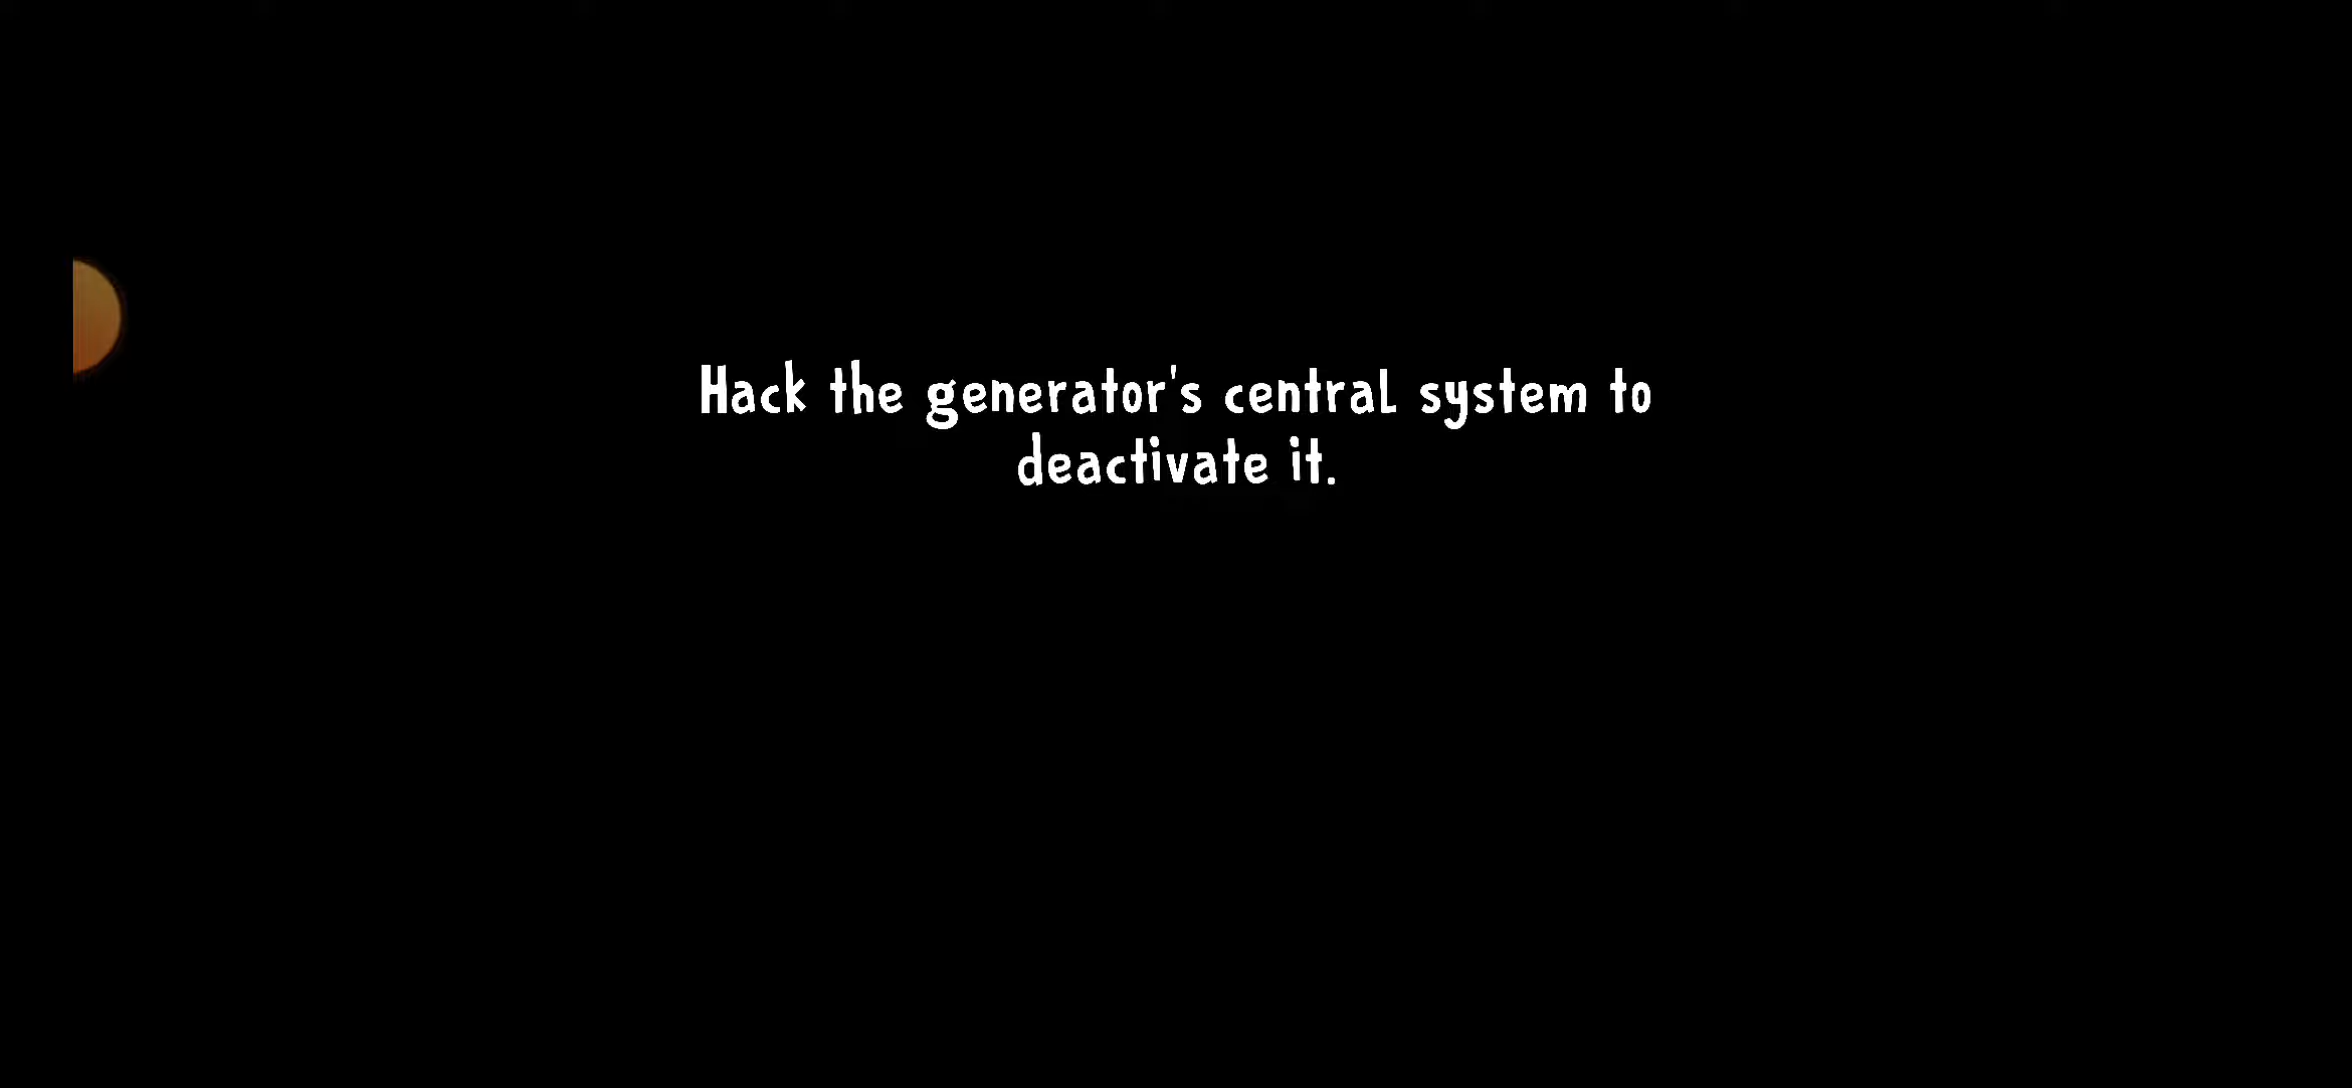 Hack the generator's central system to
deactivate it.